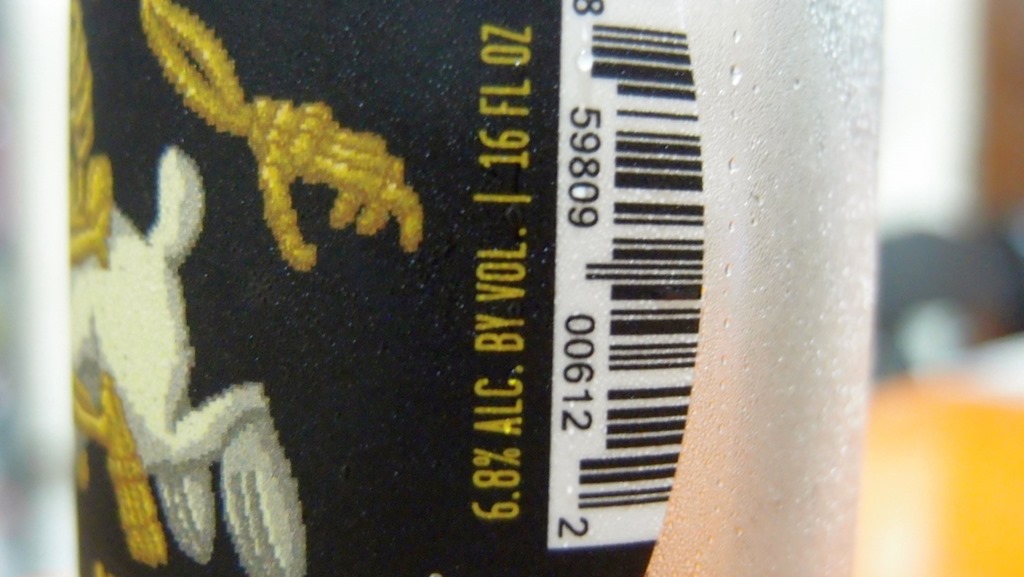 6.8% ALC. BY VOL. | 16 FL OZ
8 59809 00612 2